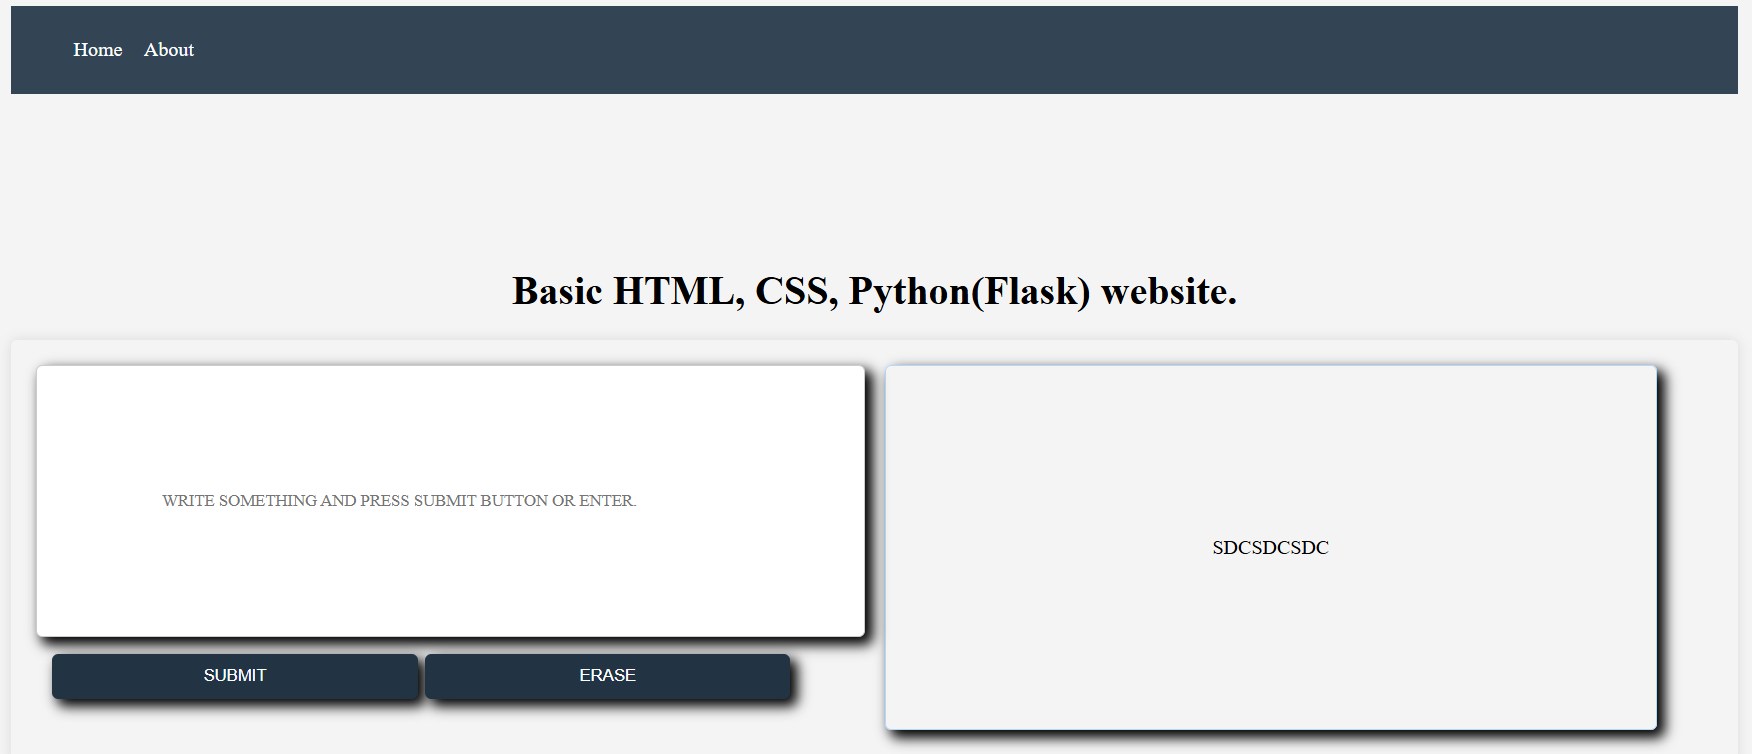 Home About
Basic HTML, CSS, Python(Flask) website.
WRITE SOMETHING AND PRESS SUBMIT BUTTON OR ENTER.
SDCSDCSDC
SUBMIT ERASE